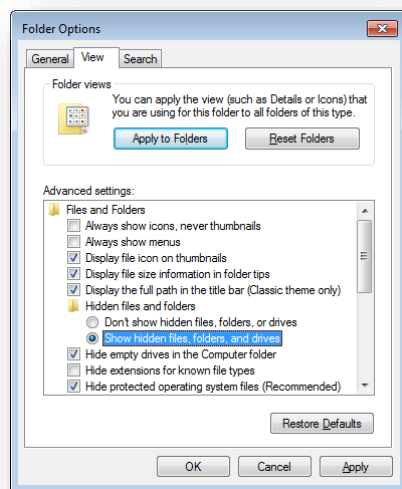 Folder Options
General View Search
Folder views
You can apply the view (such as Details or Icons) that
you are using for this folder to all folders of this type.
Apply to Folders Reset Folders
Advanced settings:
Files and Folders
Always show icons, never thumbnails
Always show menus
Display file icon on thumbnails
Display file size information in folder tips
Display the full path in the title bar (Classic theme only)
Hidden files and folders
Don't show hidden files, folders, or drives
Show hidden files, folders, and drives
Hide empty drives in the Computer folder
Hide extensions for known file types
Hide protected operating system files (Recommended)
Restore Defaults
OK Cancel Apply